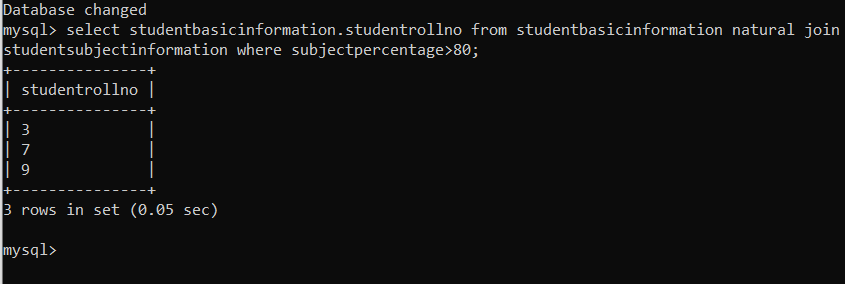 Database changed
mysql> select studentbasicinformation.studentrollno from studentbasicinformation natural join
studentsubjectinformation where subjectpercentage>80;
+---------------+
| studentrollno |
+---------------+
| 3             |
| 7             |
| 9             |
+---------------+
3 rows in set (0.05 sec)
mysql>